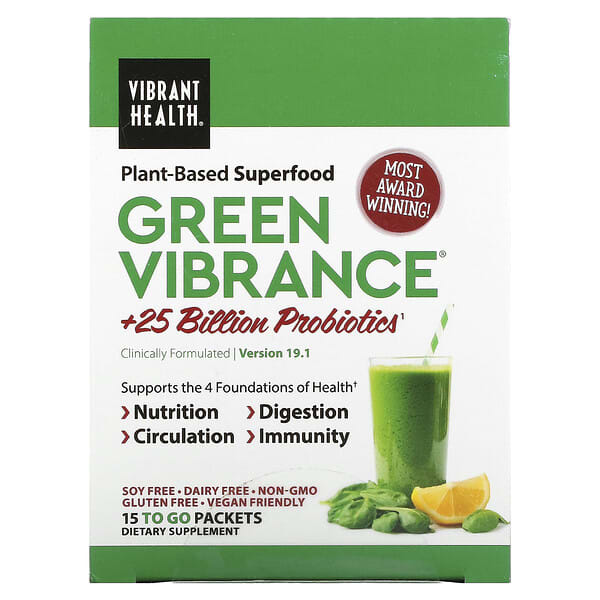 VIBRANT
HEALTH®
Plant-Based Superfood
MOST
AWARD
WINNING!
GREEN
VIBRANCE®
+25 Billion Probiotics¹
Clinically Formulated | Version 19.1
Supports the 4 Foundations of Health†
Nutrition
Digestion
Circulation
Immunity
SOY FREE • DAIRY FREE • NON-GMO
GLUTEN FREE • VEGAN FRIENDLY
15 TO GO PACKETS
DIETARY SUPPLEMENT